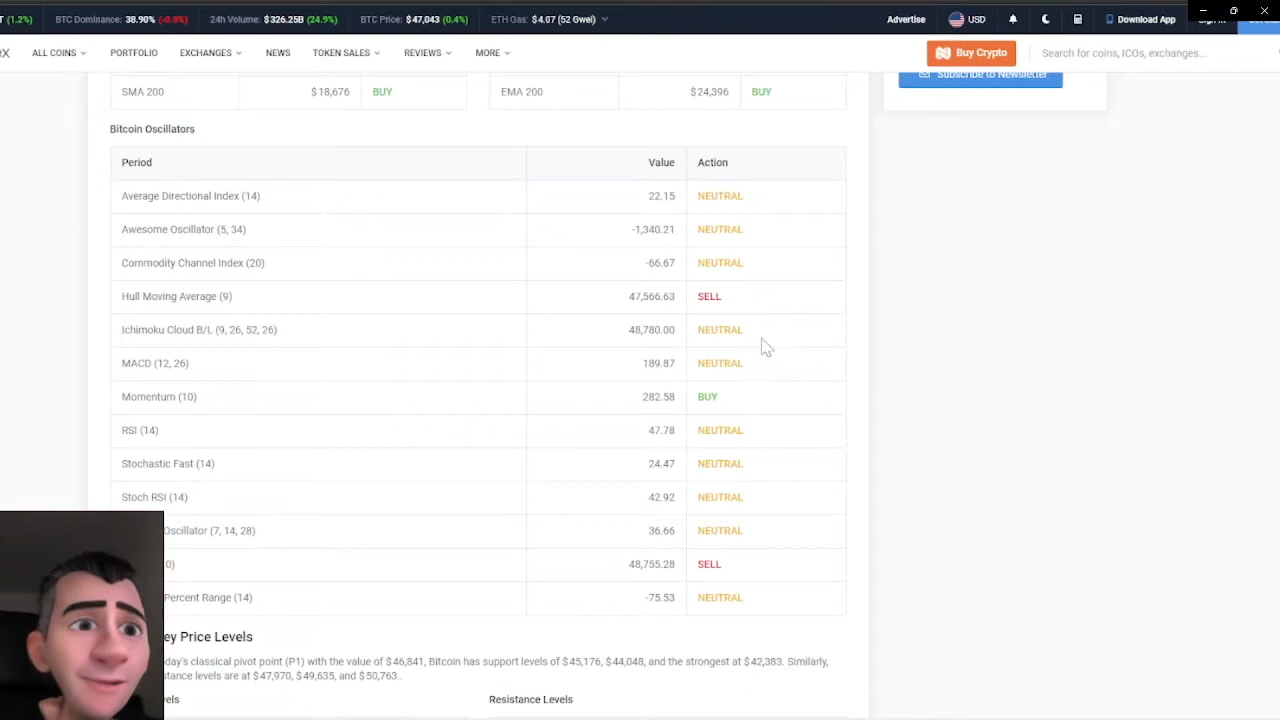 T (1.2%) BTC Dominance: 38.90% (-0.8%) 24h Volume: $326.25B (24.9%) BTC Price: $47,043 (0.4%) ETH Gas: $4.07 (52 Gwei) Advertise USD Download App
ALL COINS PORTFOLIO EXCHANGES NEWS TOKEN SALES REVIEWS MORE Buy Crypto Search for coins, ICOs, exchanges...
Subscribe to Newsletter
SMA 200 $18,676 BUY EMA 200 $24,396 BUY
Bitcoin Oscillators
Period Value Action
Average Directional Index (14) 22.15 NEUTRAL
Awesome Oscillator (5, 34) -1,340.21 NEUTRAL
Commodity Channel Index (20) -66.67 NEUTRAL
Hull Moving Average (9) 47,566.63 SELL
Ichimoku Cloud B/L (9, 26, 52, 26) 48,780.00 NEUTRAL
MACD (12, 26) 189.87 NEUTRAL
Momentum (10) 282.58 BUY
RSI (14) 47.78 NEUTRAL
Stochastic Fast (14) 24.47 NEUTRAL
Stoch RSI (14) 42.92 NEUTRAL
Oscillator (7, 14, 28) 36.66 NEUTRAL
0) 48,755.28 SELL
Percent Range (14) -75.53 NEUTRAL
ey Price Levels
oday's classical pivot point (P1) with the value of $46,841, Bitcoin has support levels of $45,176, $44,048, and the strongest at $42,383. Similarly,
stance levels are at $47,970, $49,635, and $50,763..
vels Resistance Levels